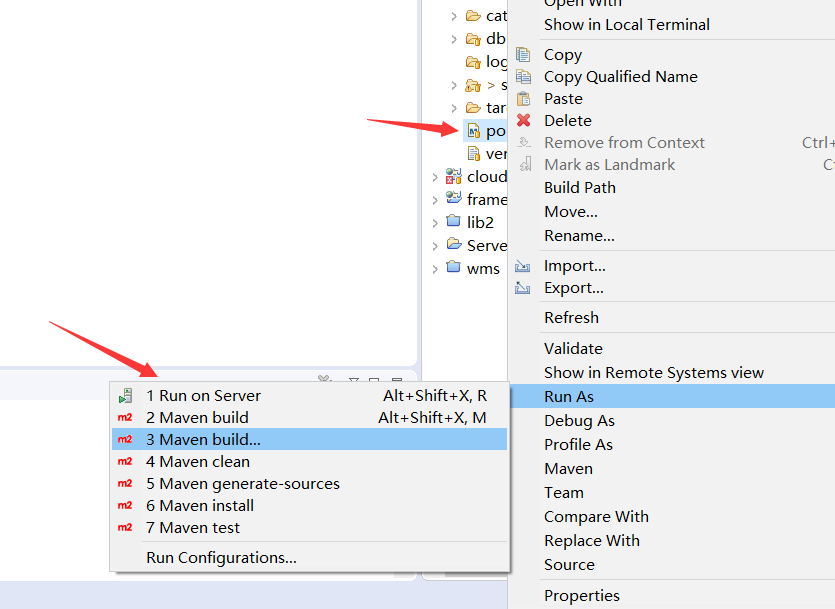 cat
db
log
> s
tar
po
ver
cloud
frame
lib2
Serve
wms
Open With
Show in Local Terminal
Copy
Copy Qualified Name
Paste
Delete
Remove from Context Ctrl+
Mark as Landmark C
Build Path
Move...
Rename...
Import...
Export...
Refresh
Validate
Show in Remote Systems view
Run As
Debug As
Profile As
Maven
Team
Compare With
Replace With
Source
Properties
1 Run on Server Alt+Shift+X, R
m2 2 Maven build Alt+Shift+X, M
m2 3 Maven build...
m2 4 Maven clean
m2 5 Maven generate-sources
m2 6 Maven install
m2 7 Maven test
Run Configurations...